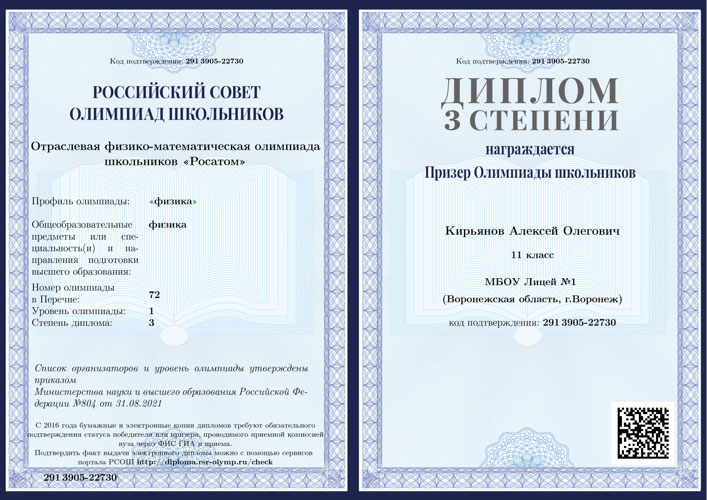 Код подтверждения: 291 3905-22730
РОССИЙСКИЙ СОВЕТ
ОЛИМПИАД ШКОЛЬНИКОВ
Отраслевая физико-математическая олимпиада
школьников «Росатом»
Профиль олимпиады: «физика»
Общеобразовательные физика
предметы или спе-
циальность(и) и на-
правления подготовки
высшего образования:
Номер олимпиады
в Перечне: 72
Уровень олимпиады: 1
Степень диплома: 3
Список организаторов и уровень олимпиады утверждены
приказом
Министерства науки и высшего образования Российской Фе-
дерации №804 от 31.08.2021
С 2016 года бумажные и электронные копии дипломов требуют обязательного
подтверждения статуса победителя или призера, проводимого приемной комиссией
вуза через ФИС ГИА и приема.
Подтвердить факт выдачи электронного диплома можно с помощью сервисов
портала РСОШ http://diploma.rsr-olymp.ru/check
291 3905-22730
Код подтверждения: 291 3905-22730
ДИПЛОМ
3 СТЕПЕНИ
награждается
Призер Олимпиады школьников
Кирьянов Алексей Олегович
11 класс
МБОУ Лицей №1
(Воронежская область, г.Воронеж)
код подтверждения: 291 3905-22730